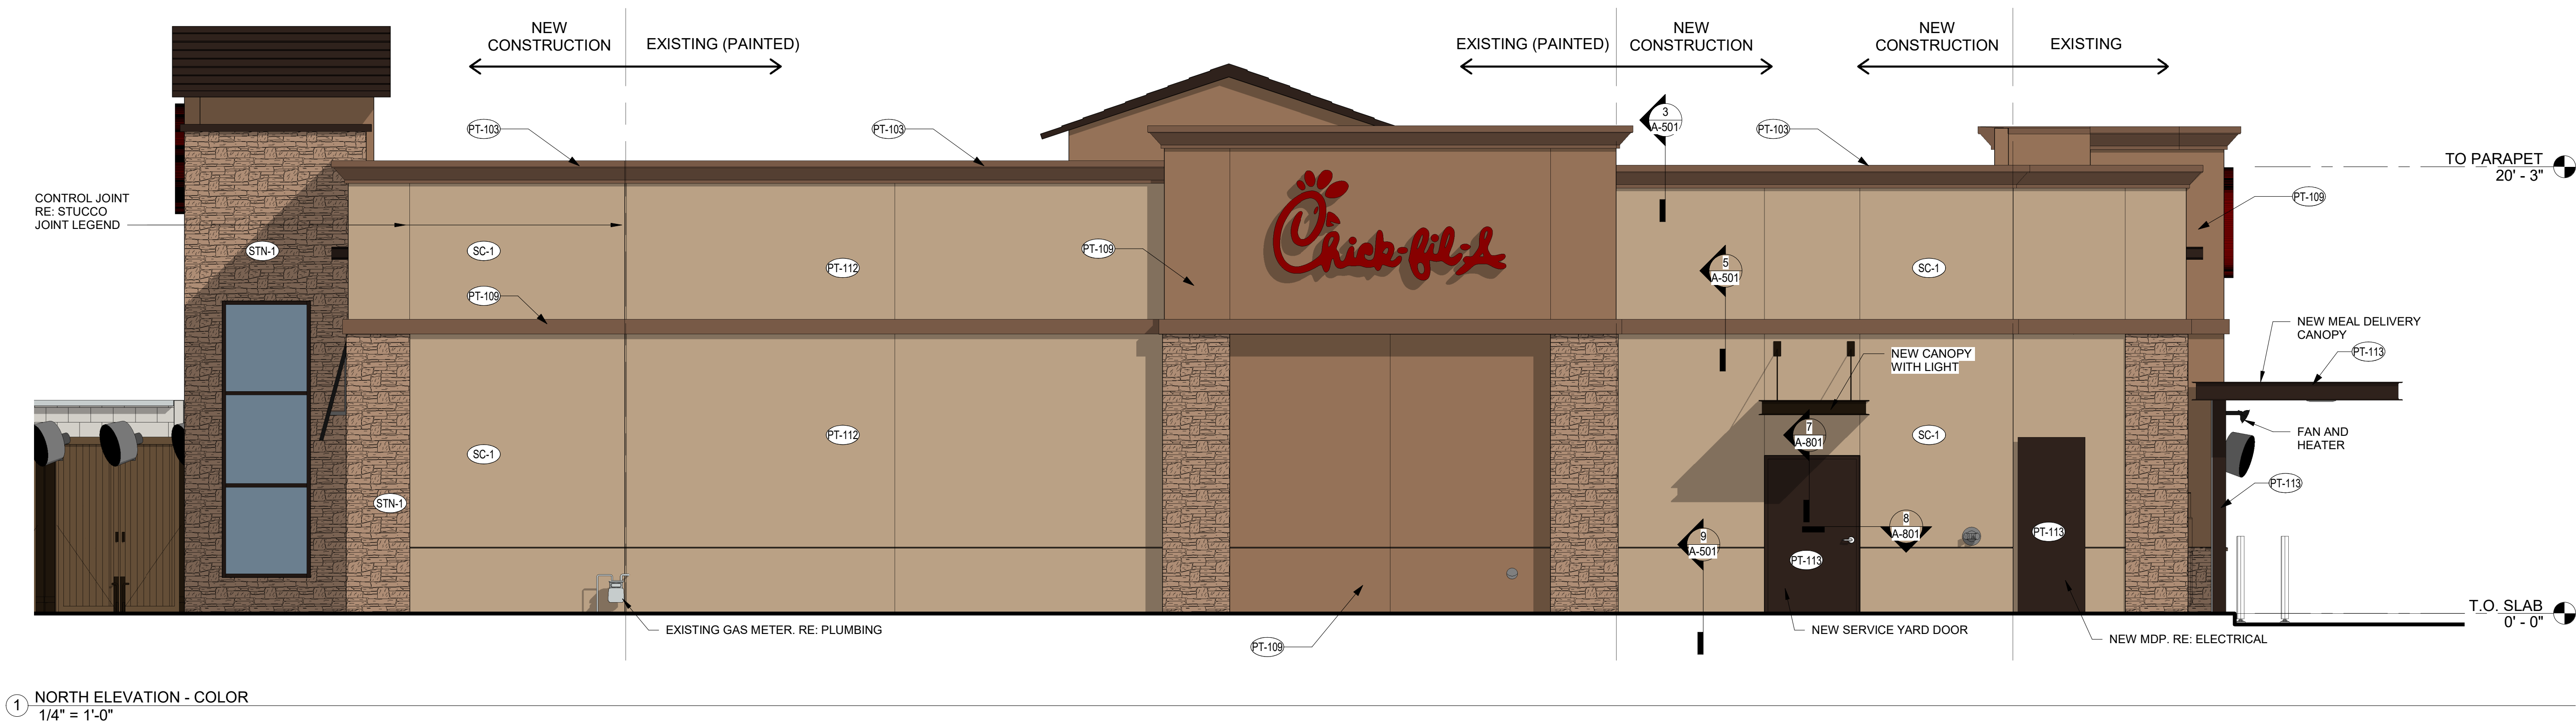 NEW
CONSTRUCTION
EXISTING (PAINTED)
EXISTING (PAINTED)
NEW
CONSTRUCTION
NEW
CONSTRUCTION
EXISTING
3
A-501
PT-103
PT-103
PT-103
TO PARAPET
20' - 3"
CONTROL JOINT
RE: STUCCO
JOINT LEGEND
PT-109
STN-1
SC-1
PT-112
PT-109
Chick-fil-A
5
A-501
SC-1
PT-109
NEW MEAL DELIVERY
CANOPY
PT-113
NEW CANOPY
WITH LIGHT
SC-1
PT-112
7
A-801
SC-1
FAN AND
HEATER
STN-1
PT-113
9
A-501
8
A-801
PT-113
PT-113
T.O. SLAB
0' - 0"
EXISTING GAS METER. RE: PLUMBING
PT-109
NEW SERVICE YARD DOOR
NEW MDP. RE: ELECTRICAL
1
NORTH ELEVATION - COLOR
1/4" = 1'-0"